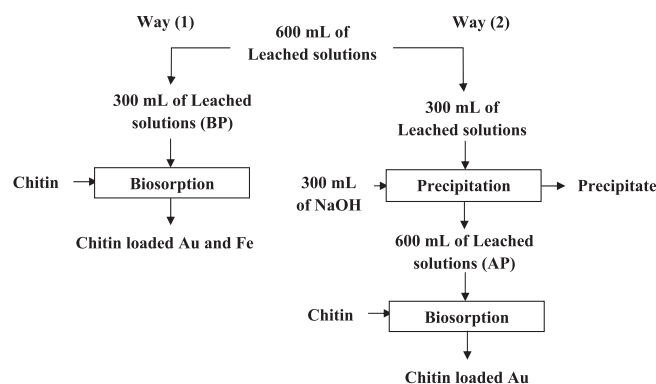 Way (1)
600 mL of
Leached solutions
Way (2)
300 mL of Leached
solutions (BP)
Chitin
Biosorption
Chitin loaded Au and Fe
300 mL of
Leached solutions
300 mL
of NaOH
Precipitation
Precipitate
600 mL of Leached
solutions (AP)
Chitin
Biosorption
Chitin loaded Au